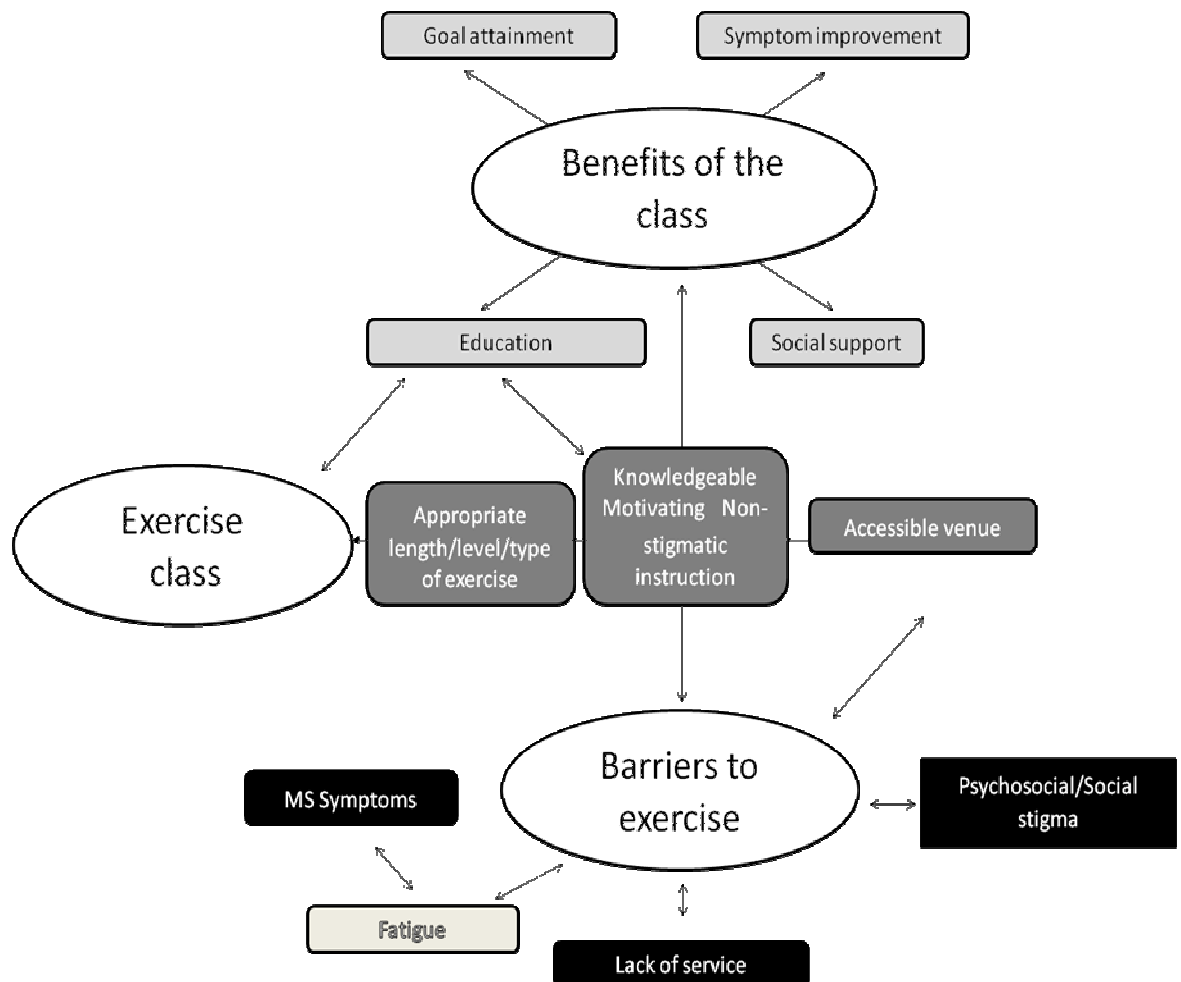 Goal attainment
Symptom improvement
Benefits of the
class
Education
Social support
Exercise
class
Appropriate
length/level/type
of exercise
Knowledgeable
Motivating Non-
stigmatic
instruction
Accessible venue
Barriers to
exercise
MS Symptoms
Psychosocial/Social
stigma
Fatigue
Lack of service